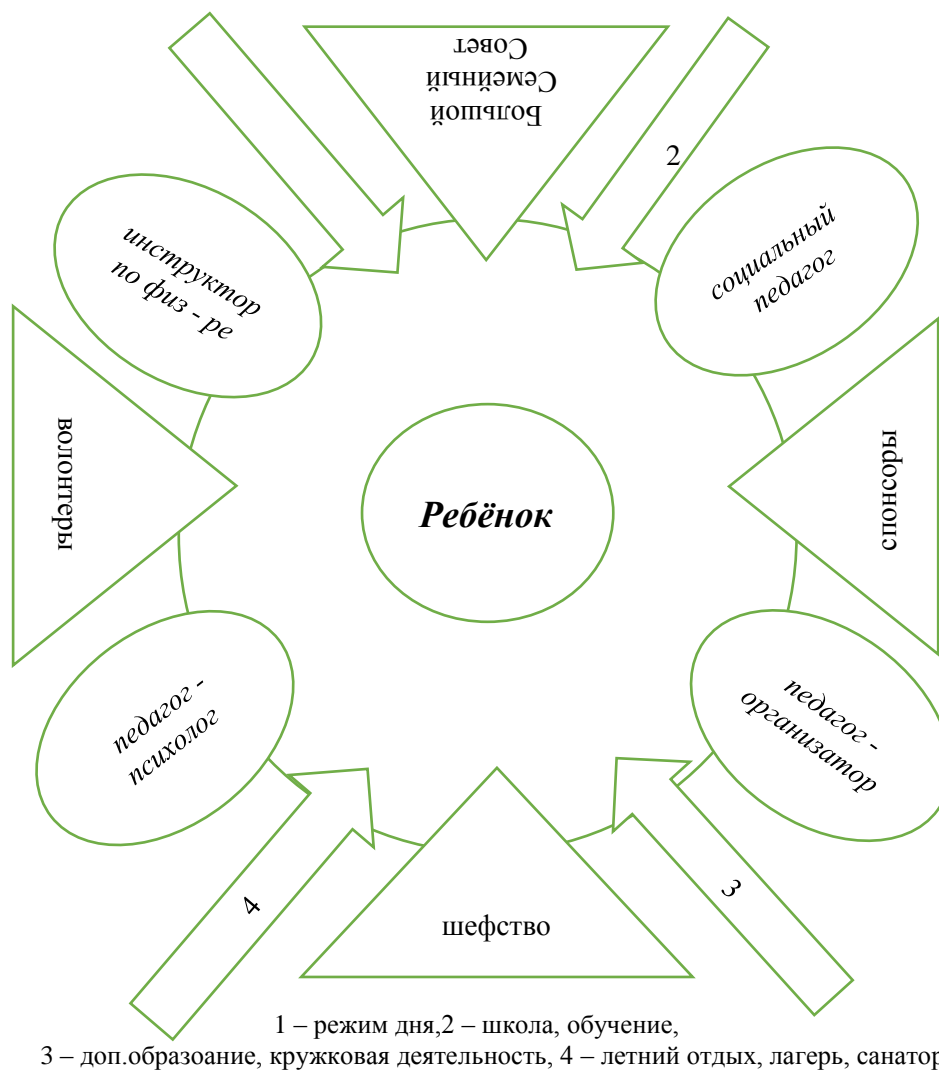 Большой
Семейный
Совет
2
инструктор
по физ - ре
социальный
педагог
волонтеры
Ребёнок
спонсоры
педагог -
психолог
педагог -
организатор
4
3
шефство
1 – режим дня,2 – школа, обучение,
3 – доп.образоание, кружковая деятельность, 4 – летний отдых, лагерь, санатор